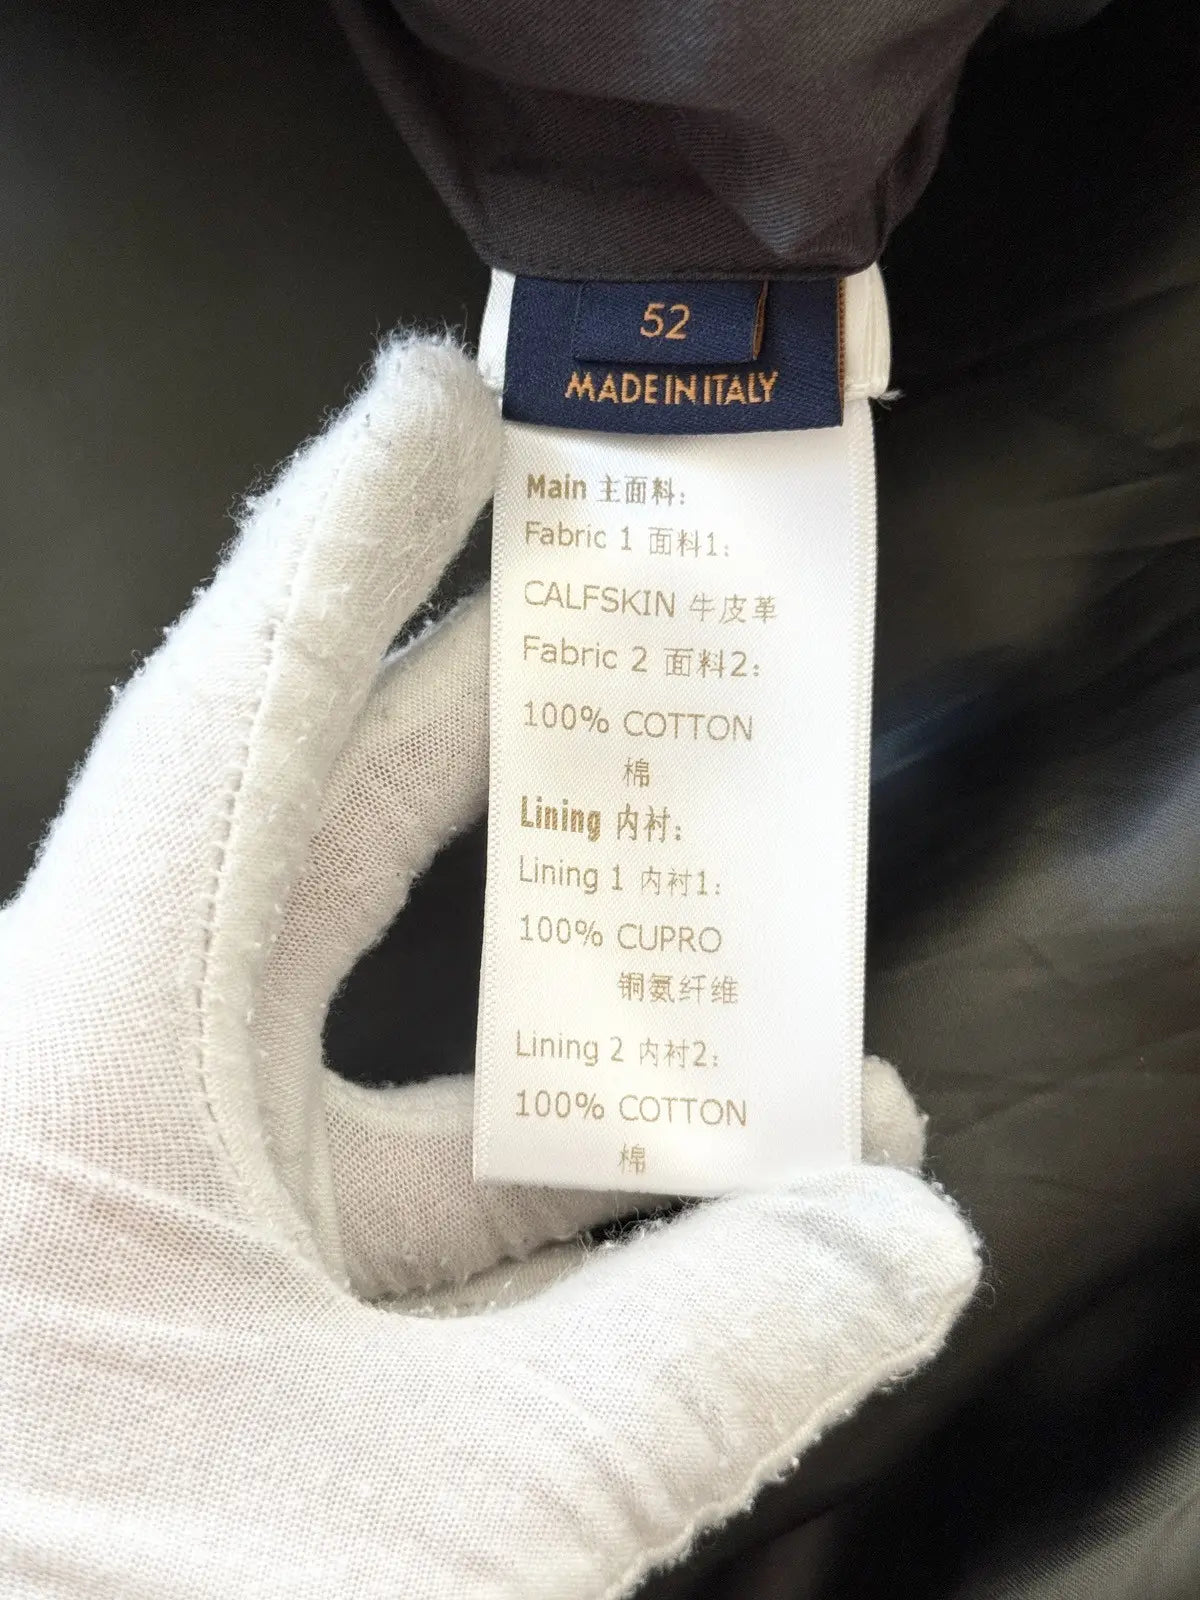 52
MADE IN ITALY
Main 主面料:
Fabric 1 面料1:
CALFSKIN 牛皮革
Fabric 2 面料2:
100% COTTON
棉
Lining 内衬:
Lining 1 内衬1:
100% CUPRO
铜氨纤维
Lining 2 内衬2:
100% COTTON
棉